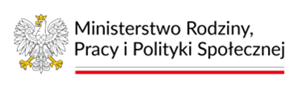 Ministerstwo Rodziny,
Pracy i Polityki Społecznej